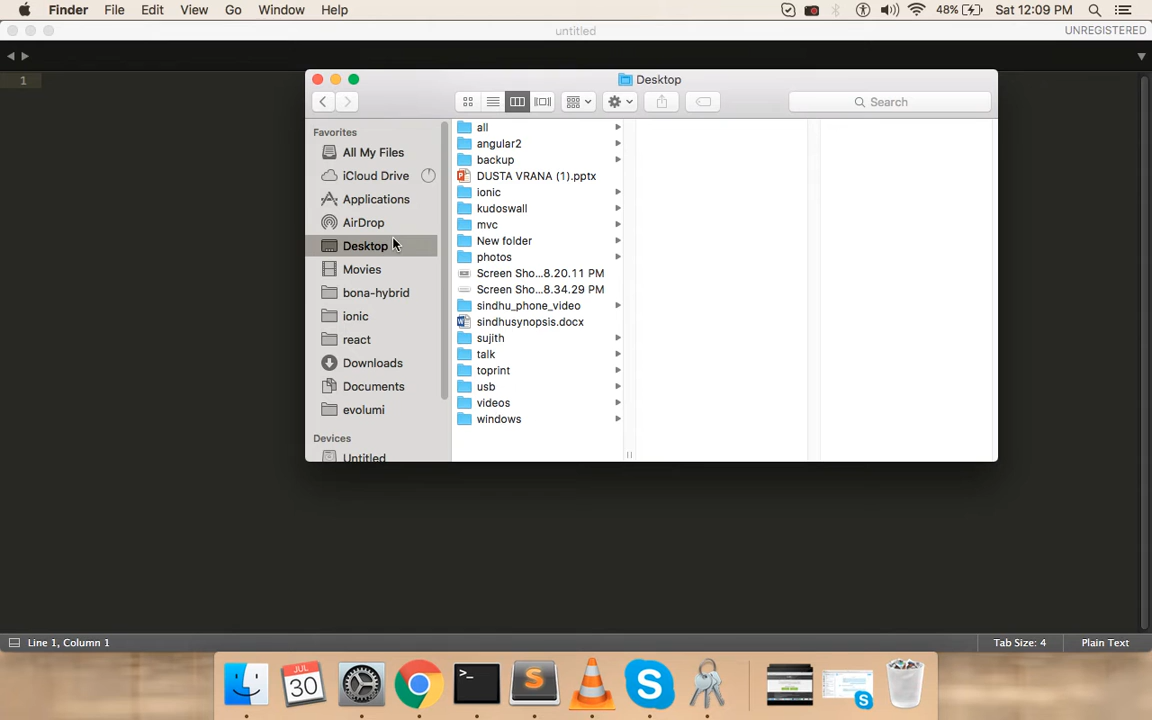 Finder File Edit View Go Window Help 48% Sat 12:09 PM
untitled UNREGISTERED
1
Desktop
Search
Favorites
All My Files
iCloud Drive
Applications
AirDrop
Desktop
Movies
bona-hybrid
ionic
react
Downloads
Documents
evolumi
Devices
Untitled
all
angular2
backup
DUSTA VRANA (1).pptx
ionic
kudoswall
mvc
New folder
photos
Screen Sho...8.20.11 PM
Screen Sho...8.34.29 PM
sindhu_phone_video
sindhusynopsis.docx
sujith
talk
toprint
usb
videos
windows
Line 1, Column 1 Tab Size: 4 Plain Text
JUL
30